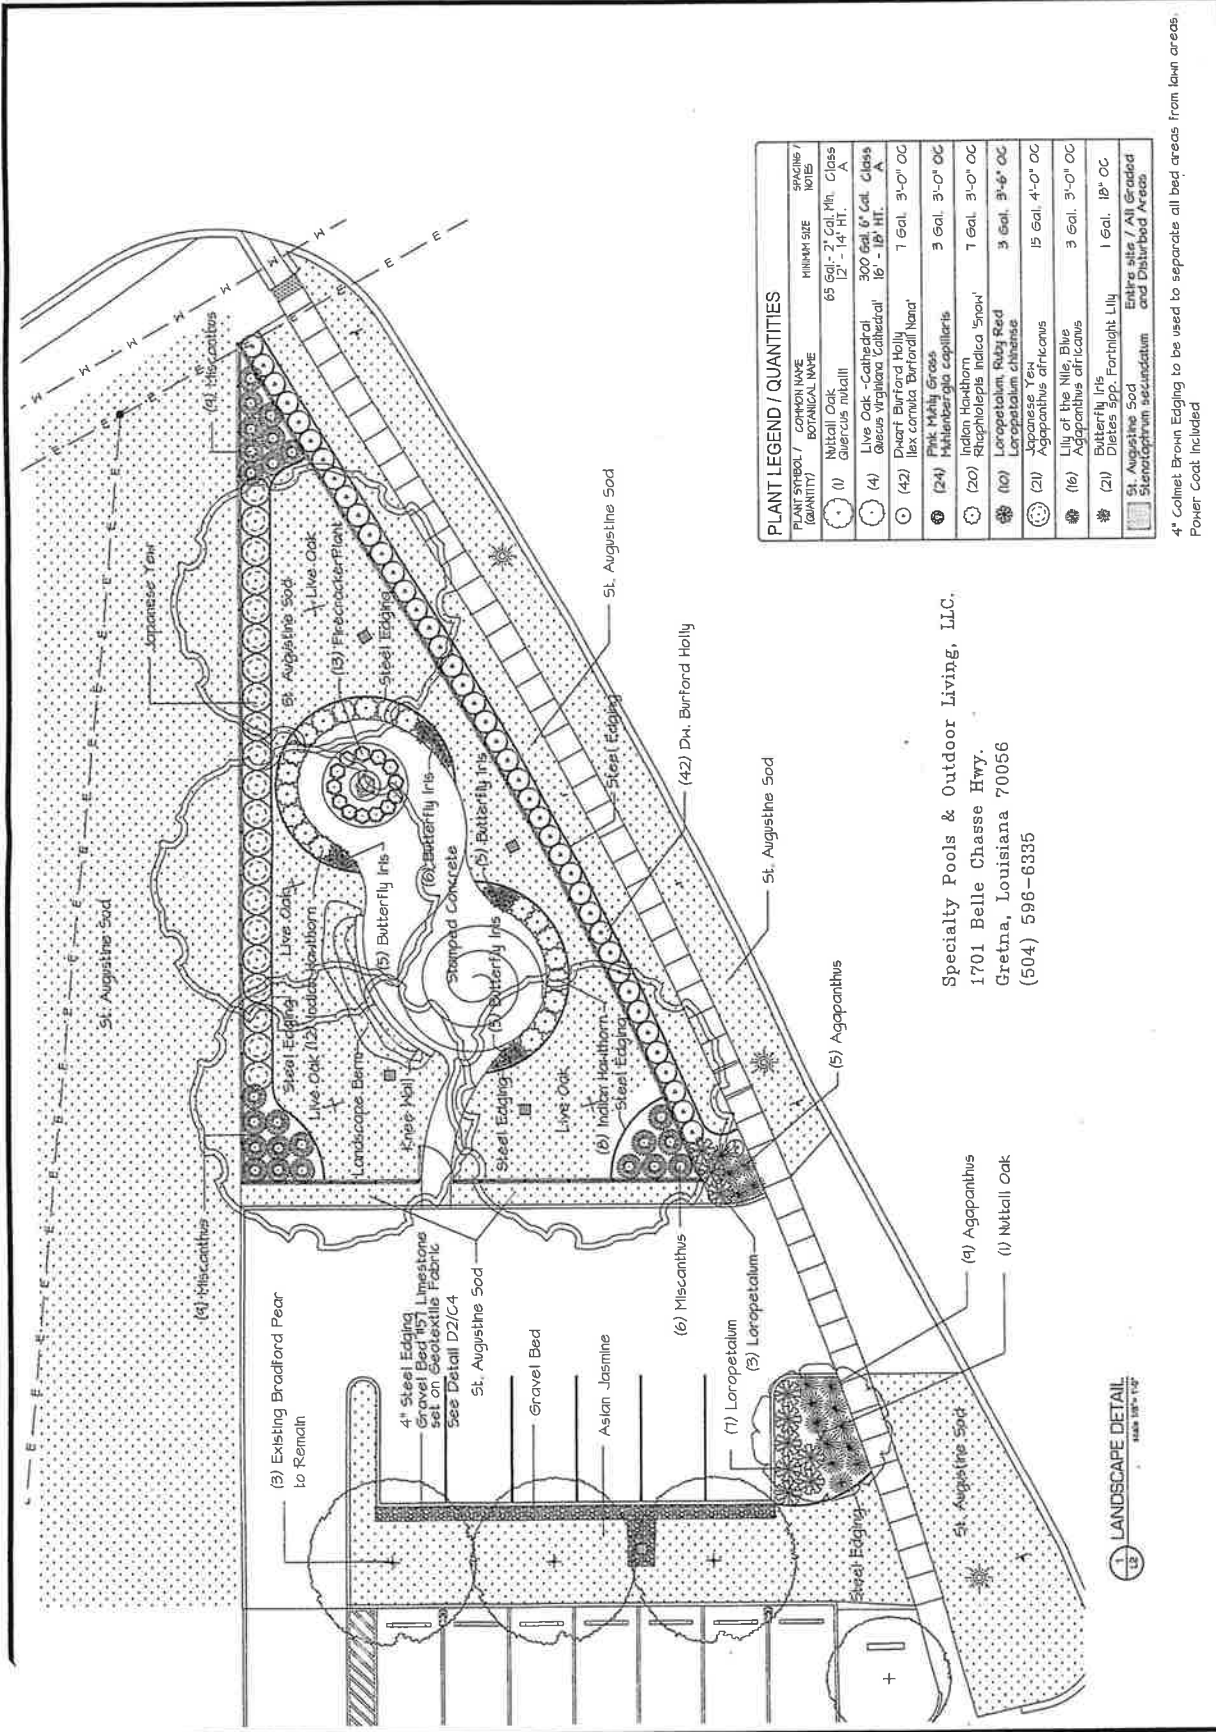 (9) Miscanthus
Japanese Yew
St. Augustine Sod
(9) Miscanthus
St. Augustine Sod
Live Oak
(13) Firecracker Plant
Steel Edging
Live Oak
(12) Indian Hawthorn
Steel Edging
Live Oak
Landscape Berm
Knee Wall
(5) Butterfly Iris
(6) Butterfly Iris
Stamped Concrete
(5) Butterfly Iris
(5) Butterfly Iris
Steel Edging
Live Oak
(8) Indian Hawthorn
Steel Edging
Steel Edging
St. Augustine Sod
(42) Dw. Burford Holly
St. Augustine Sod
(5) Agapanthus
(3) Existing Bradford Pear
to Remain
4" Steel Edging
Gravel Bed #57 Limestone
set on Geotextile Fabric
See Detail D2/C4
St. Augustine Sod
Gravel Bed
Asian Jasmine
(6) Miscanthus
(7) Loropetalum
(3) Loropetalum
(9) Agapanthus
(1) Nuttall Oak
Steel Edging
St. Augustine Sod
E E E E E E E E E E E
W W W W W W
PLANT LEGEND / QUANTITIES
PLANT SYMBOL / COMMON NAME MINIMUM SIZE SPACING /
(QUANTITY) BOTANICAL NAME NOTES
(1) Nuttall Oak 65 Gal.- 2" Cal. Min. Class
Quercus nutallii 12' - 14' HT. A
(4) Live Oak -Cathedral 300 Gal. 6" Cal. Class
Quecus virginiana 'Cathedral' 16' - 18' HT. A
(42) Dwarf Burford Holly 7 Gal. 3'-0" OC
Ilex cornuta 'Burfordii Nana'
(24) Pink Muhly Grass 3 Gal. 3'-0" OC
Muhlenbergia capillaris
(20) Indian Hawthorn 7 Gal. 3'-0" OC
Rhaphiolepis indica 'Snow'
(10) Loropetalum, Ruby Red 3 Gal. 3'-6" OC
Loropetalum chinense
(21) Japanese Yew 15 Gal. 4'-0" OC
Agapanthus africanus
(16) Lily of the Nile, Blue 3 Gal. 3'-0" OC
Agapanthus africanus
(21) Butterfly Iris 1 Gal. 18" OC
Dietes spp. Fortnight Lily
St. Augustine Sod Entire site / All Graded
Stenotaphrum secundatum and Disturbed Areas
4" Colmet Brown Edging to be used to separate all bed areas from lawn areas.
Power Coat Included
Specialty Pools & Outdoor Living, LLC.
1701 Belle Chasse Hwy.
Gretna, Louisiana 70056
(504) 596-6335
1
L2
LANDSCAPE DETAIL